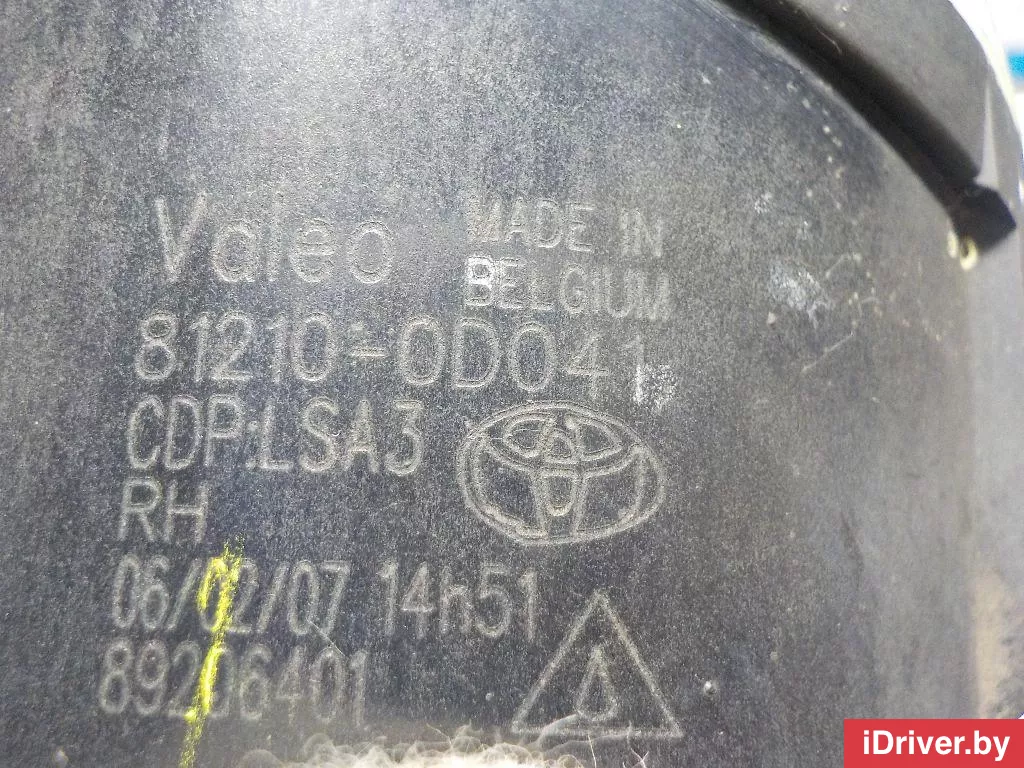 Valeo MADE IN
BELGIUM
81210-0D041
CDP:LSA3
RH
06/02/07 14h51
89206401
iDriver.by